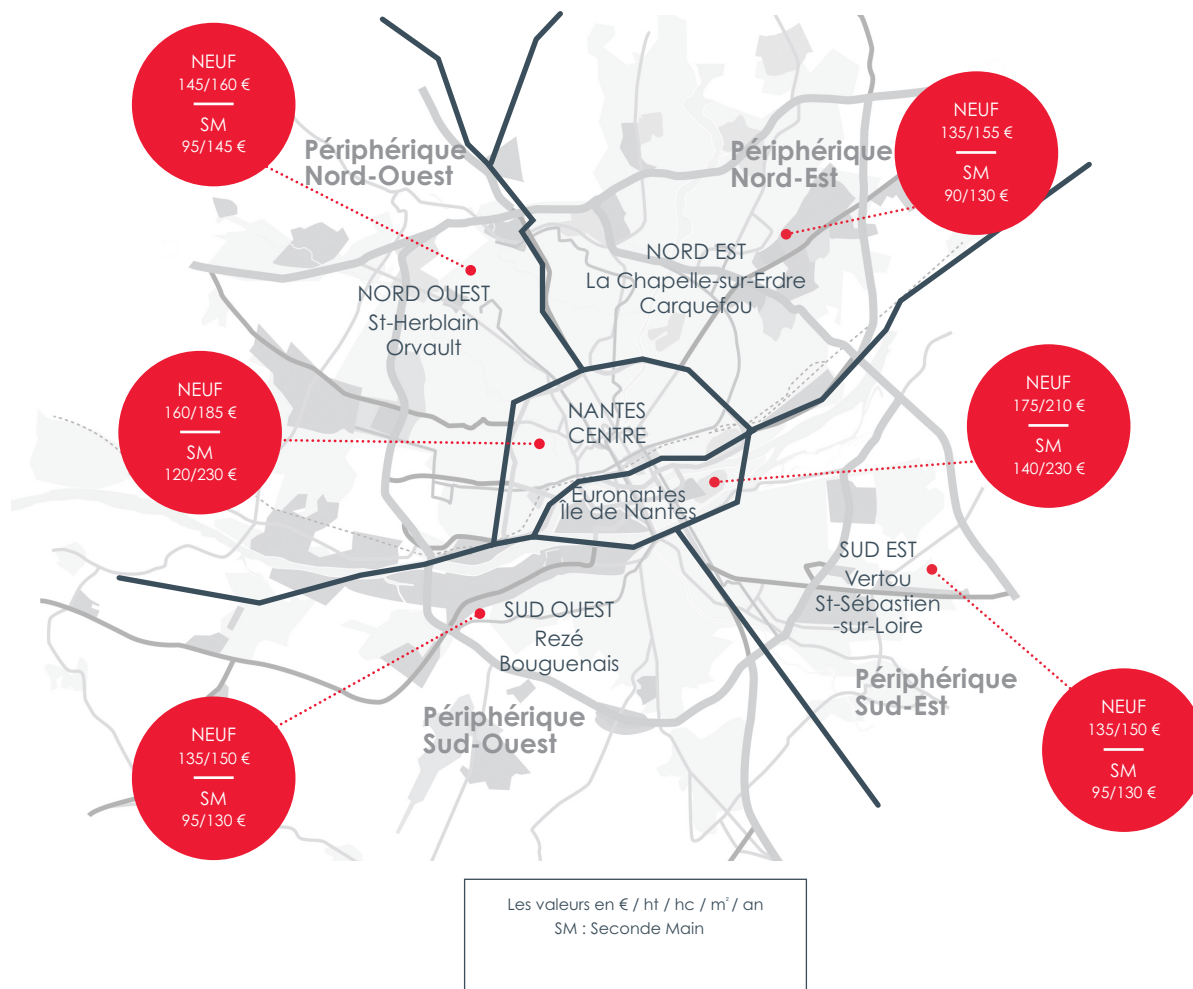 NEUF
145/160 €
SM
95/145 €
NEUF
135/155 €
SM
90/130 €
Périphérique
Nord-Ouest
Périphérique
Nord-Est
NORD OUEST
St-Herblain
Orvault
NORD EST
La Chapelle-sur-Erdre
Carquefou
NEUF
160/185 €
SM
120/230 €
NANTES
CENTRE
NEUF
175/210 €
SM
140/230 €
Euronantes
Île de Nantes
SUD EST
Vertou
St-Sébastien
-sur-Loire
SUD OUEST
Rezé
Bouguenais
Périphérique
Sud-Ouest
Périphérique
Sud-Est
NEUF
135/150 €
SM
95/130 €
NEUF
135/150 €
SM
95/130 €
Les valeurs en € / ht / hc / m² / an
SM : Seconde Main